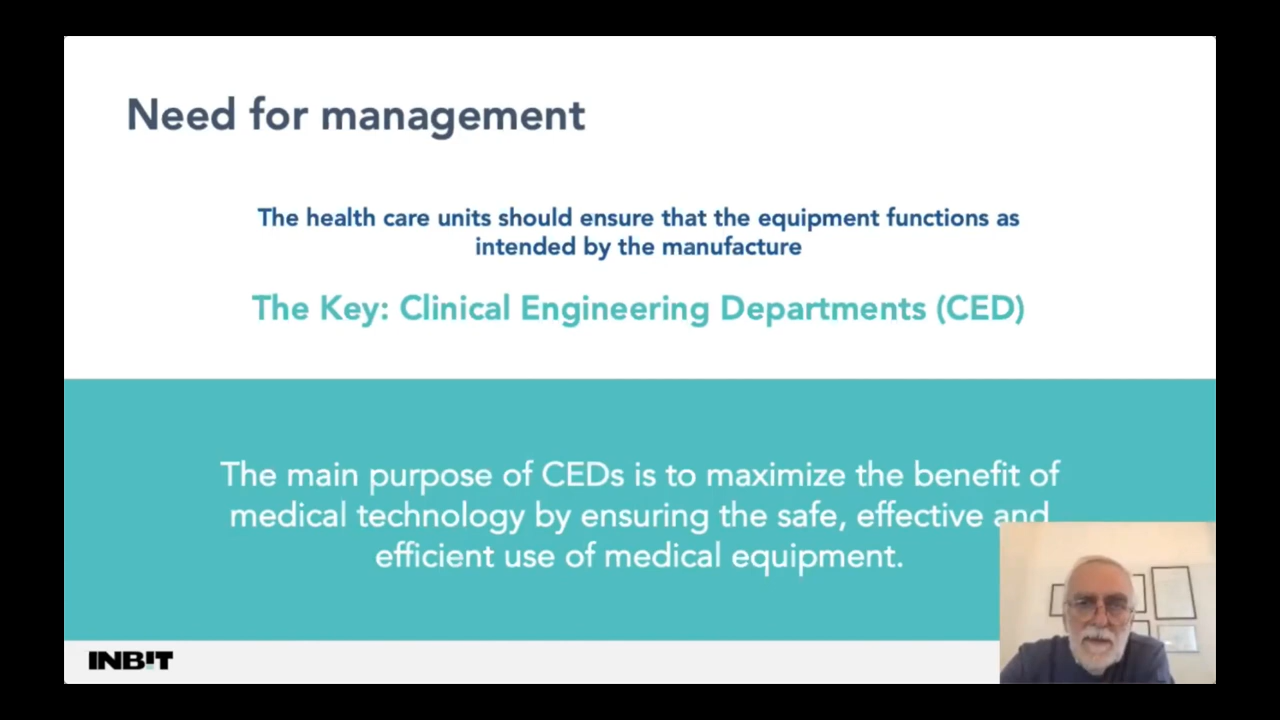 Need for management
The health care units should ensure that the equipment functions as
intended by the manufacture
The Key: Clinical Engineering Departments (CED)
The main purpose of CEDs is to maximize the benefit of
medical technology by ensuring the safe, effective and
efficient use of medical equipment.
INB!T